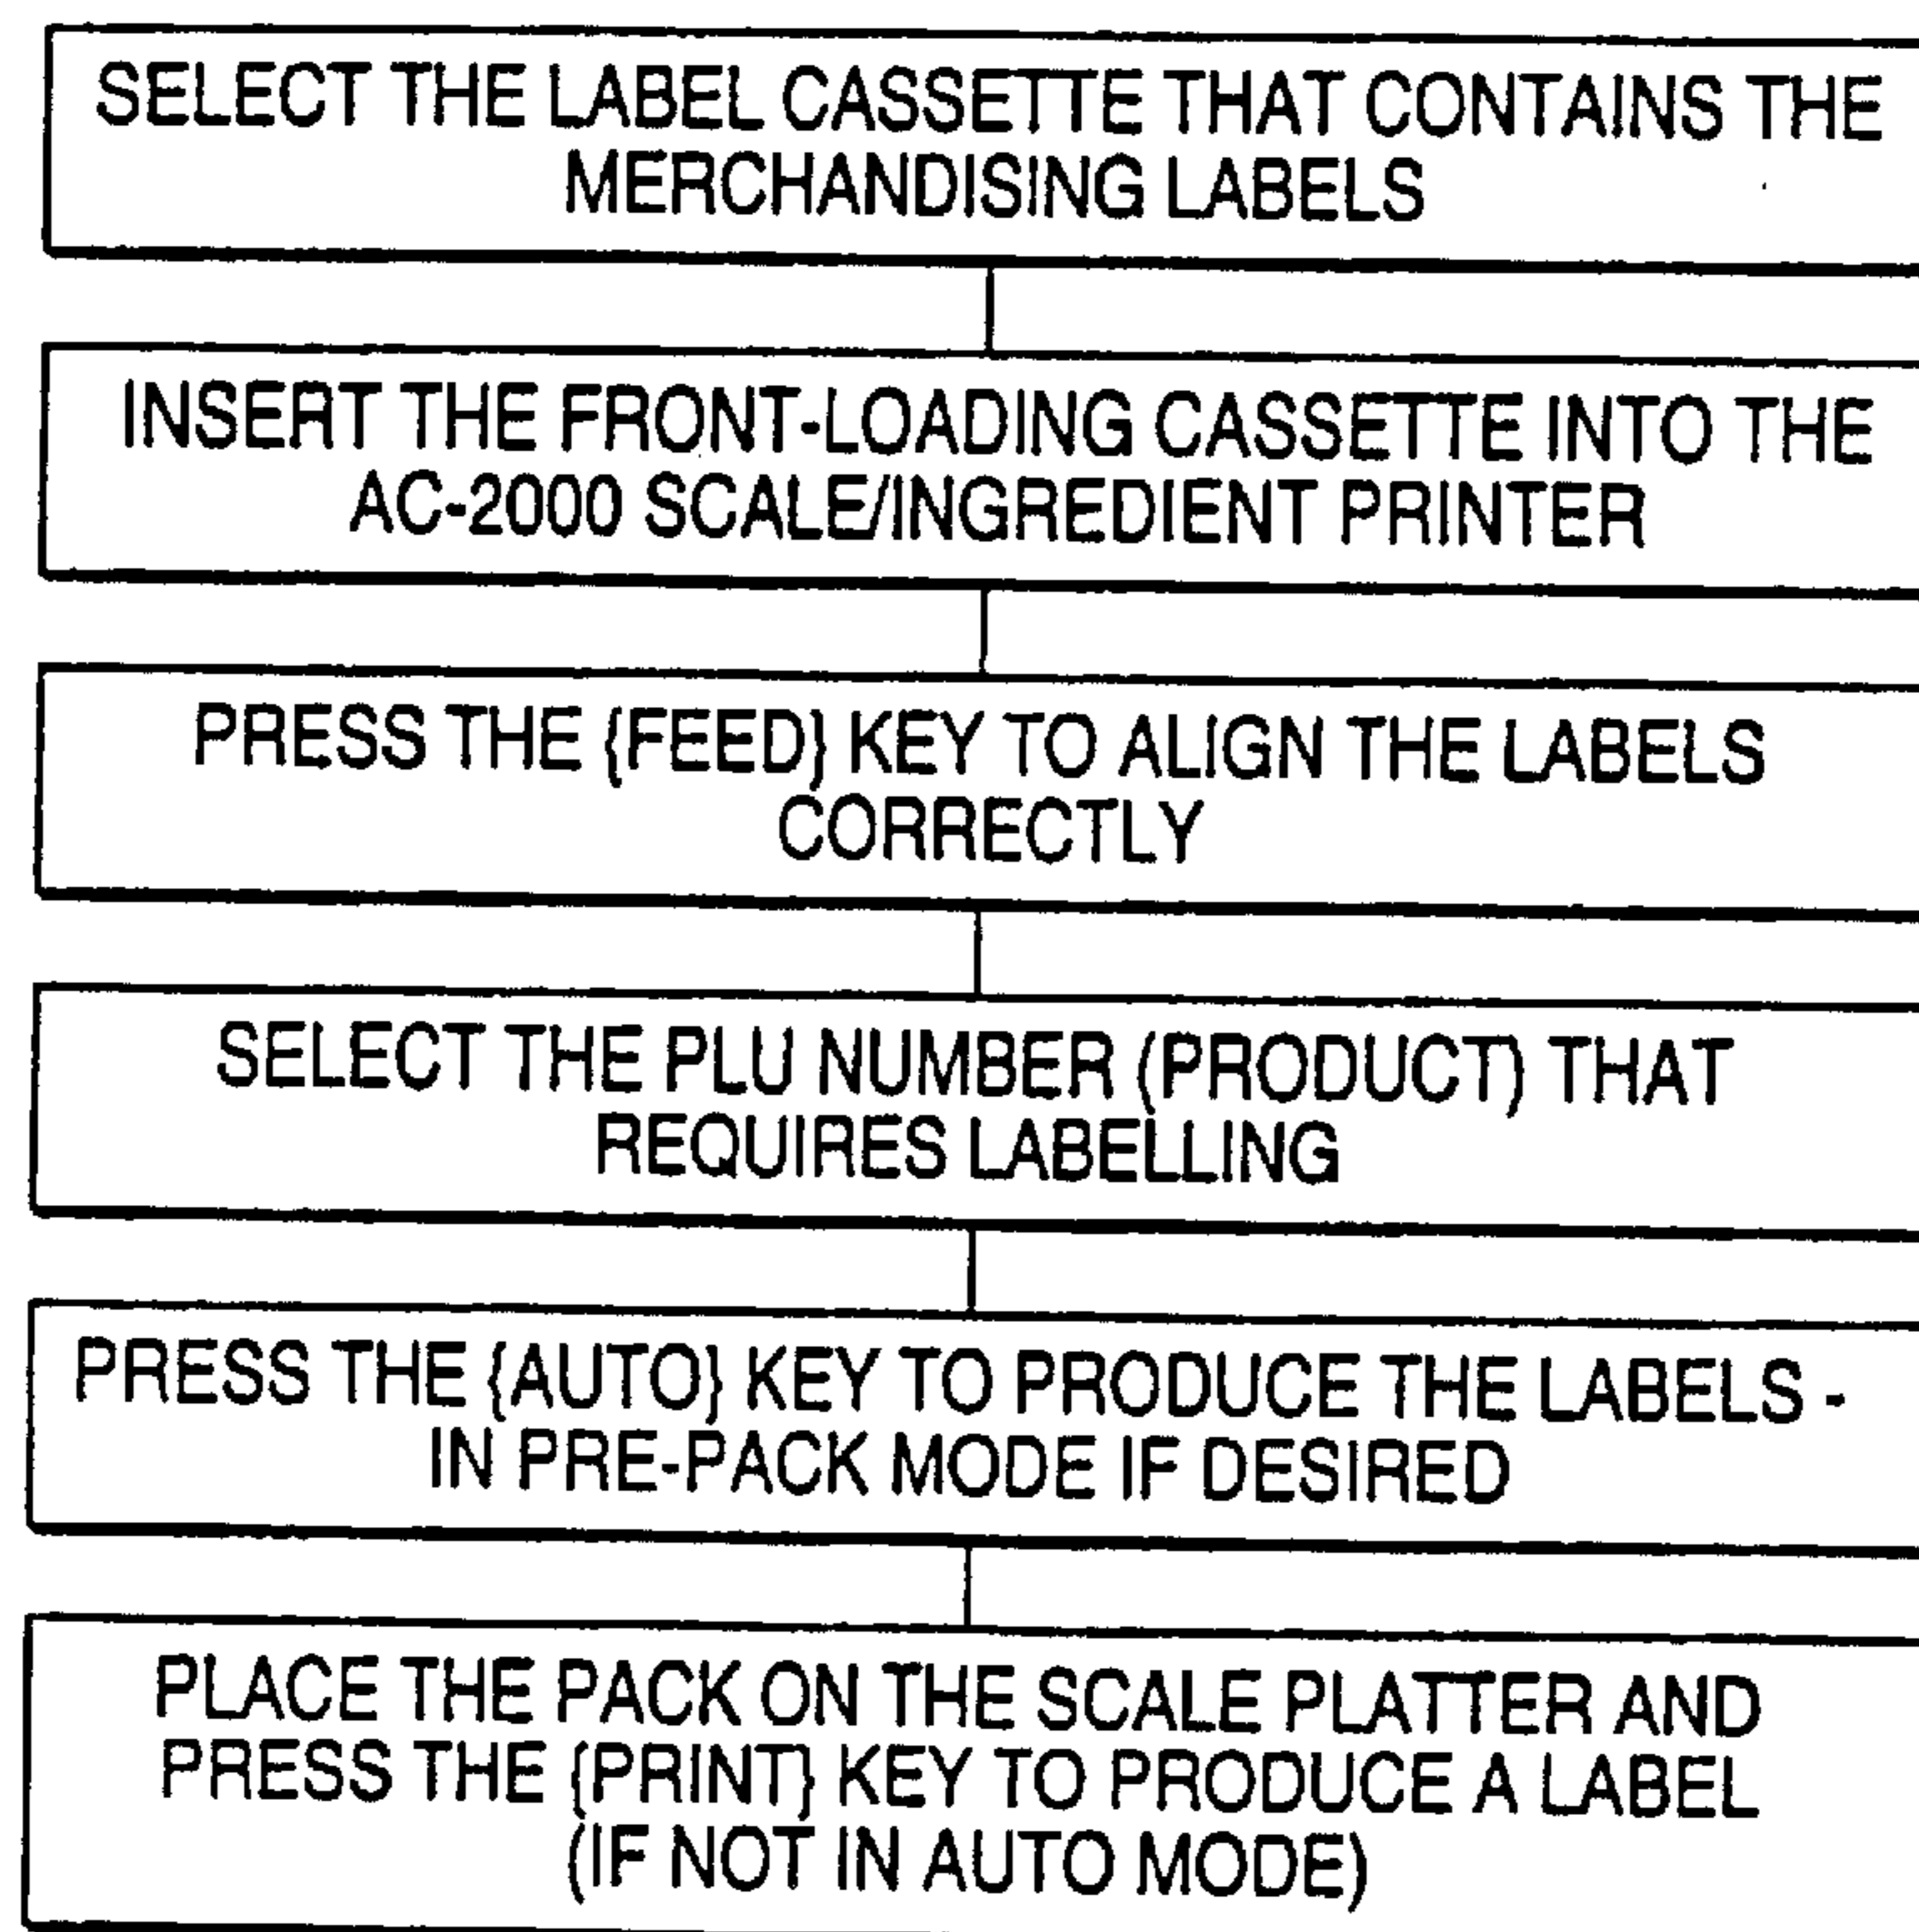 SELECT THE LABEL CASSETTE THAT CONTAINS THE
MERCHANDISING LABELS
INSERT THE FRONT-LOADING CASSETTE INTO THE
AC-2000 SCALE/INGREDIENT PRINTER
PRESS THE {FEED} KEY TO ALIGN THE LABELS
CORRECTLY
SELECT THE PLU NUMBER (PRODUCT) THAT
REQUIRES LABELLING
PRESS THE {AUTO} KEY TO PRODUCE THE LABELS -
IN PRE-PACK MODE IF DESIRED
PLACE THE PACK ON THE SCALE PLATTER AND
PRESS THE {PRINT} KEY TO PRODUCE A LABEL
(IF NOT IN AUTO MODE)